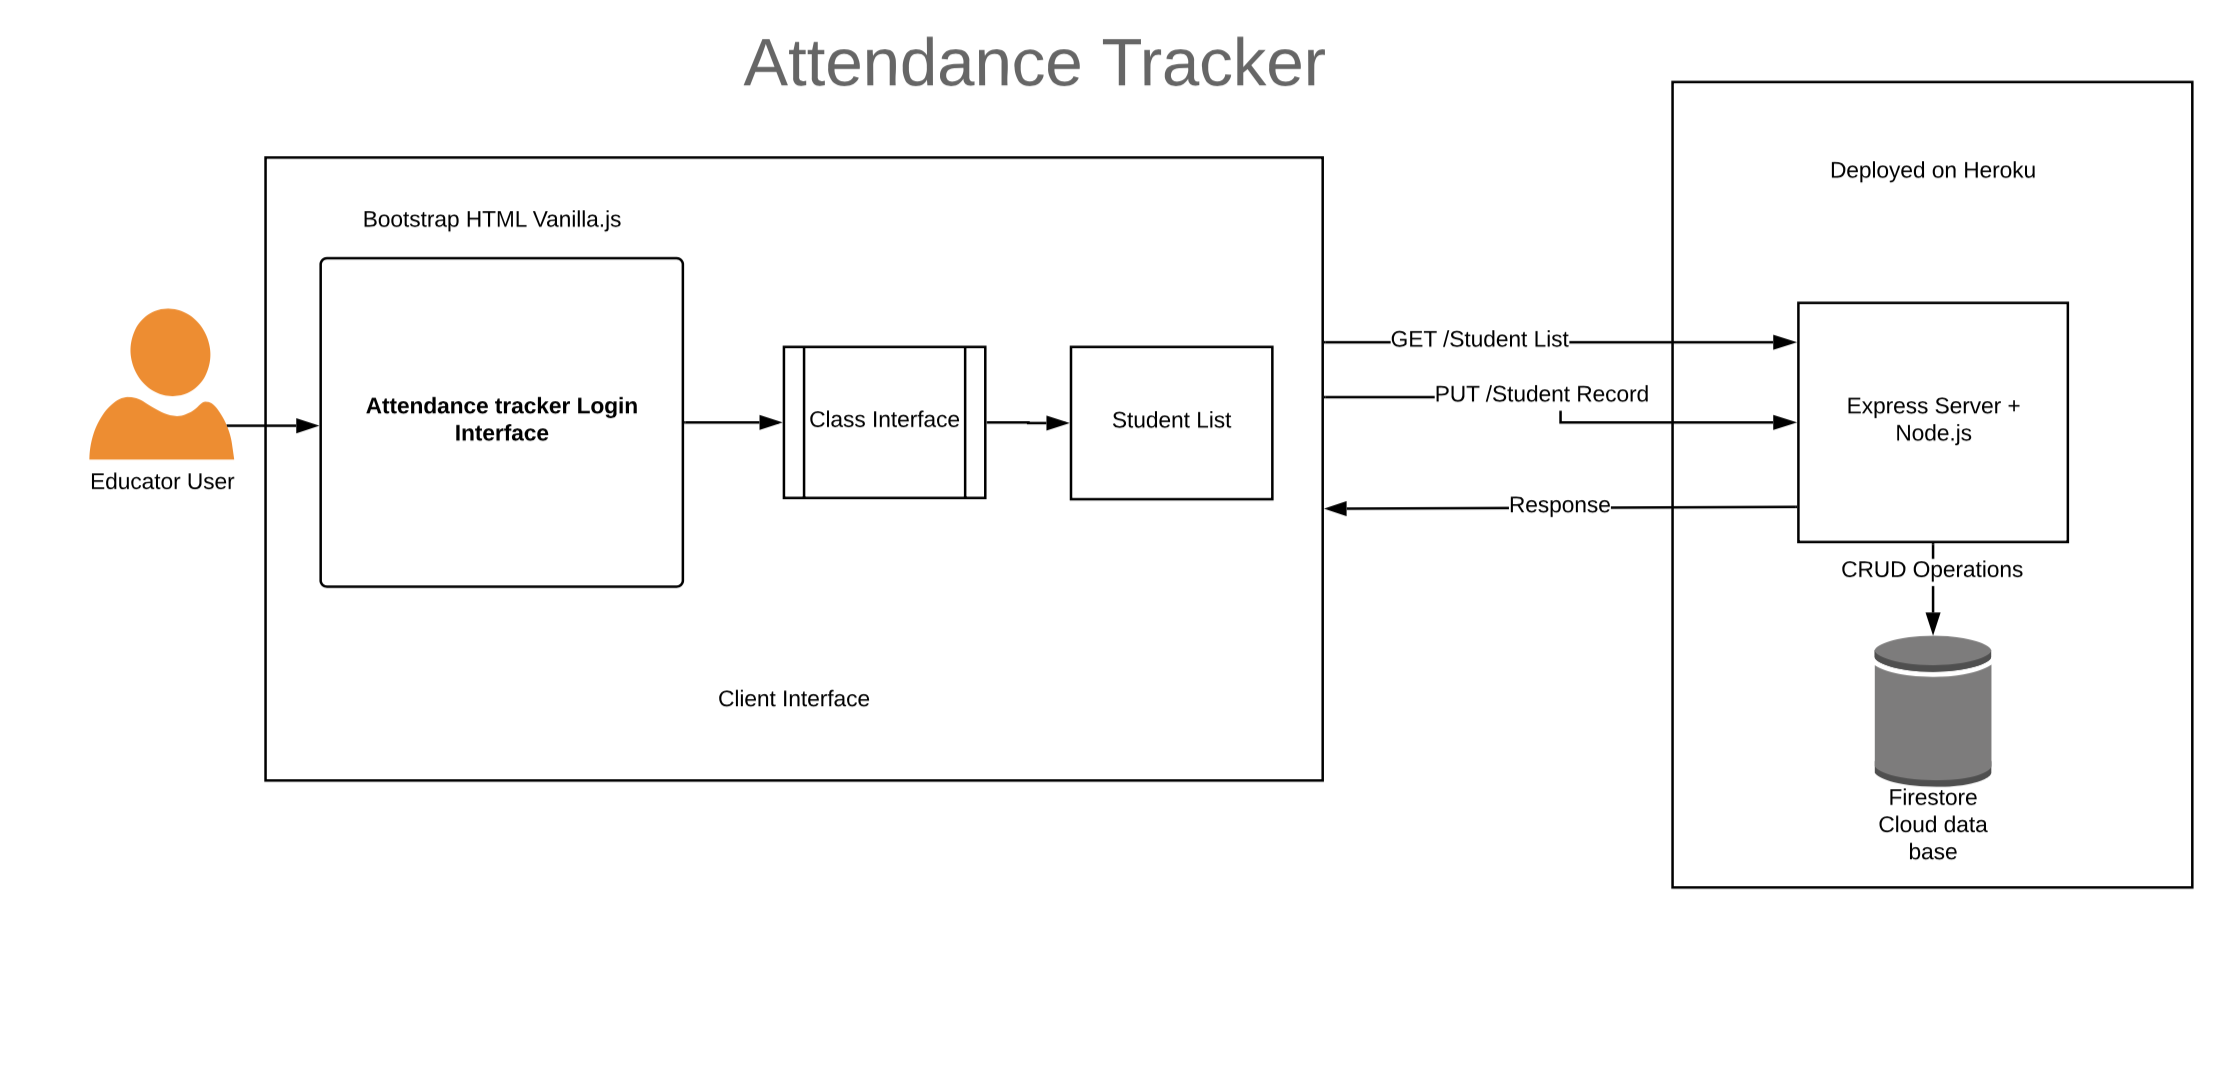 Attendance Tracker
Deployed on Heroku
Bootstrap HTML Vanilla.js
Educator User
Attendance tracker Login
Interface
Class Interface
Student List
Client Interface
GET /Student List
PUT /Student Record
Response
Express Server +
Node.js
CRUD Operations
Firestore
Cloud data
base